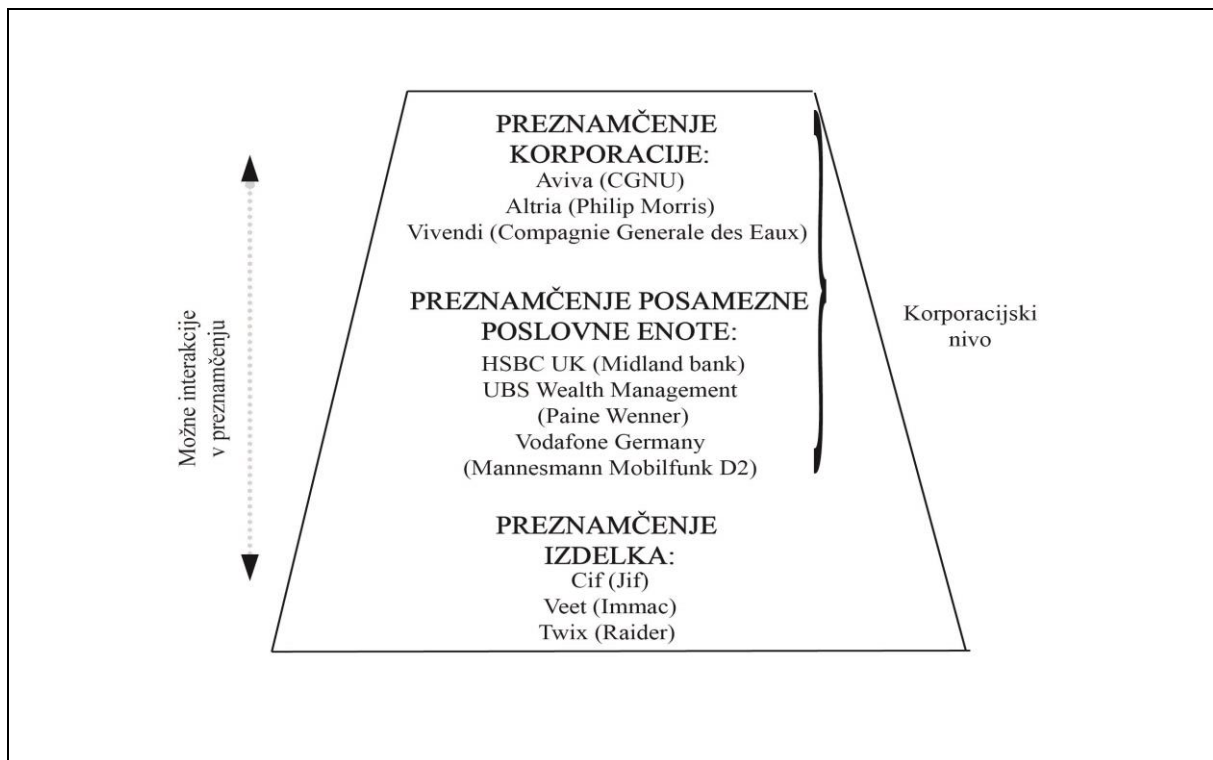 PREZNAMČENJE
KORPORACIJE:
Aviva (CGNU)
Altria (Philip Morris)
Vivendi (Compagnie Generale des Eaux)
PREZNAMČENJE POSAMEZNE
POSLOVNE ENOTE:
HSBC UK (Midland bank)
UBS Wealth Management
(Paine Wenner)
Vodafone Germany
(Mannesmann Mobilfunk D2)
PREZNAMČENJE
IZDELKA:
Cif (Jif)
Veet (Immac)
Twix (Raider)
Možne interakcije
v preznamčenju
Korporacijski
nivo